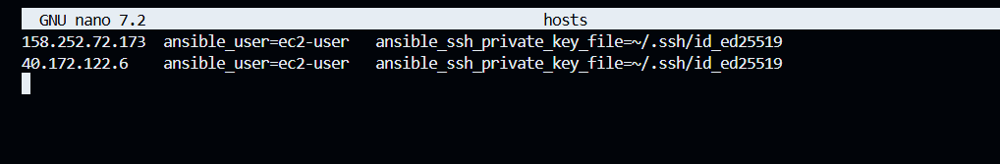 GNU nano 7.2 hosts
158.252.72.173 ansible_user=ec2-user ansible_ssh_private_key_file=~/.ssh/id_ed25519
40.172.122.6 ansible_user=ec2-user ansible_ssh_private_key_file=~/.ssh/id_ed25519